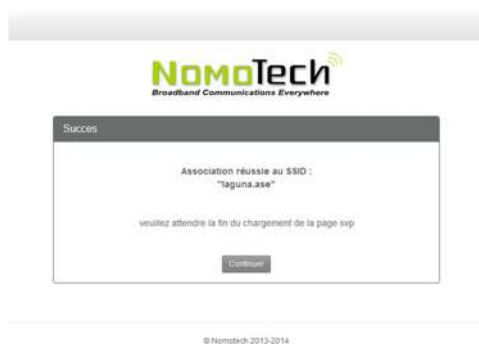 NomoTech
Broadband Communications Everywhere
Succes
Association réussie au SSID :
"laguna.ase"
veuillez attendre la fin du chargement de la page svp
Continuer
© Nomotech 2013-2014